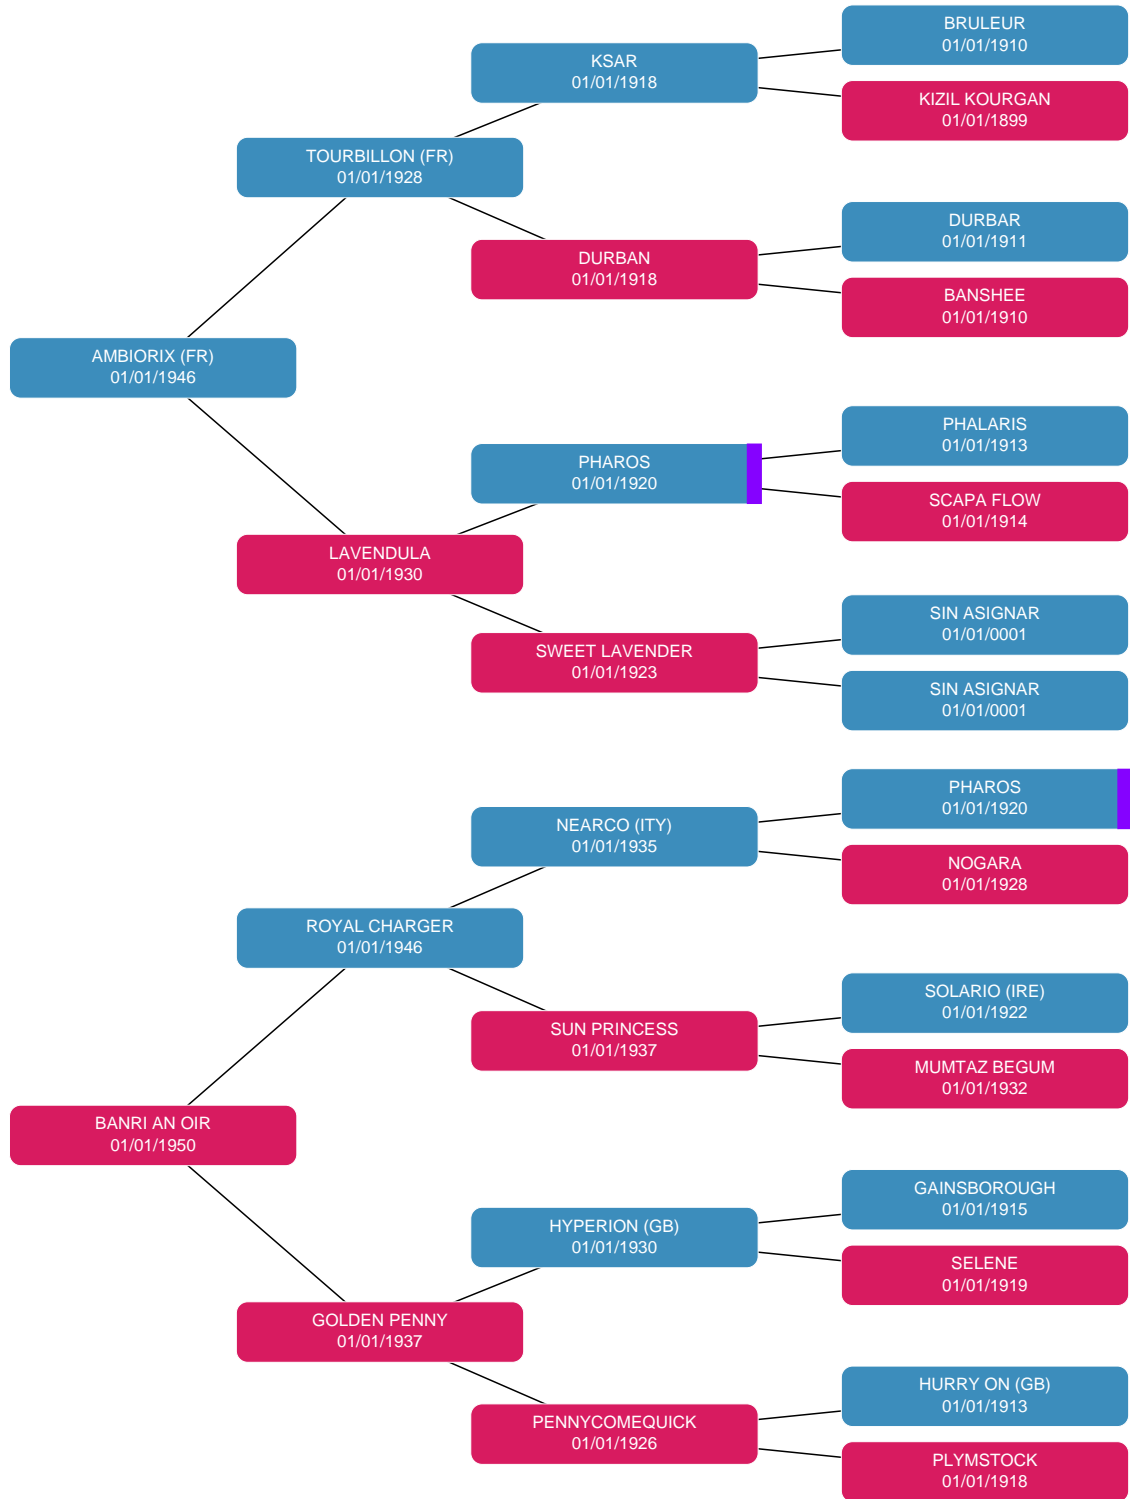 BRULEUR
01/01/1910
KSAR
01/01/1918
KIZIL KOURGAN
01/01/1899
TOURBILLON (FR)
01/01/1928
DURBAR
01/01/1911
DURBAN
01/01/1918
BANSHEE
01/01/1910
AMBIORIX (FR)
01/01/1946
PHALARIS
01/01/1913
PHAROS
01/01/1920
SCAPA FLOW
01/01/1914
LAVENDULA
01/01/1930
SIN ASIGNAR
01/01/0001
SWEET LAVENDER
01/01/1923
SIN ASIGNAR
01/01/0001
PHAROS
01/01/1920
NEARCO (ITY)
01/01/1935
NOGARA
01/01/1928
ROYAL CHARGER
01/01/1946
SOLARIO (IRE)
01/01/1922
SUN PRINCESS
01/01/1937
MUMTAZ BEGUM
01/01/1932
BANRI AN OIR
01/01/1950
GAINSBOROUGH
01/01/1915
HYPERION (GB)
01/01/1930
SELENE
01/01/1919
GOLDEN PENNY
01/01/1937
HURRY ON (GB)
01/01/1913
PENNYCOMEQUICK
01/01/1926
PLYMSTOCK
01/01/1918